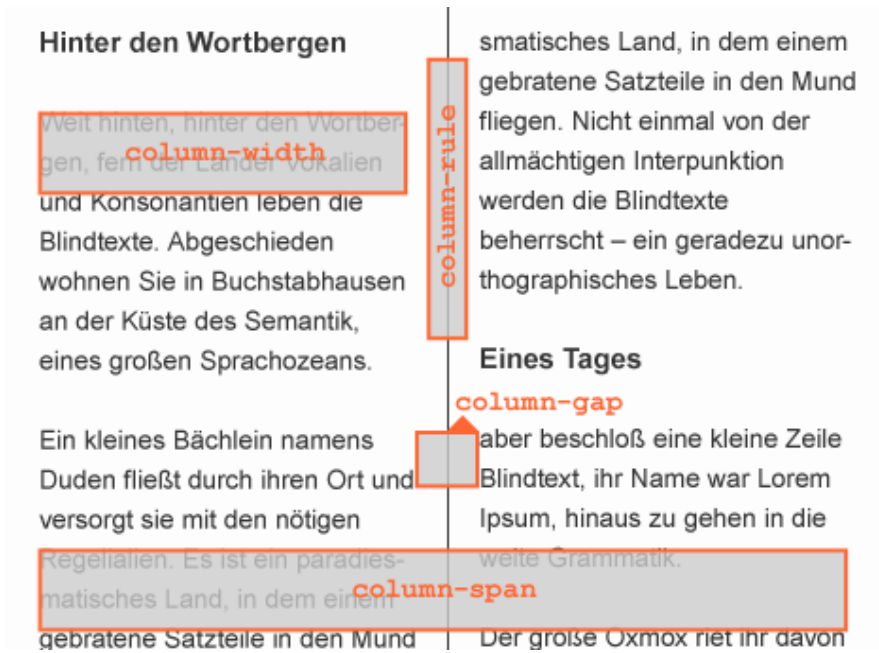 Hinter den Wortbergen
Weit hinten, hinter den Wortber-
gen, fern der Länder Vokalien
column-width
und Konsonantien leben die
Blindtexte. Abgeschieden
wohnen Sie in Buchstabhausen
an der Küste des Semantik,
eines großen Sprachozeans.
Ein kleines Bächlein namens
Duden fließt durch ihren Ort und
versorgt sie mit den nötigen
Regelialien. Es ist ein paradies-
matisches Land, in dem einem
gebratene Satzteile in den Mund
column-rule
smatisches Land, in dem einem
gebratene Satzteile in den Mund
fliegen. Nicht einmal von der
allmächtigen Interpunktion
werden die Blindtexte
beherrscht – ein geradezu unor-
thographisches Leben.
Eines Tages
column-gap
aber beschloß eine kleine Zeile
Blindtext, ihr Name war Lorem
Ipsum, hinaus zu gehen in die
weite Grammatik.
column-span
Der große Oxmox riet ihr davon